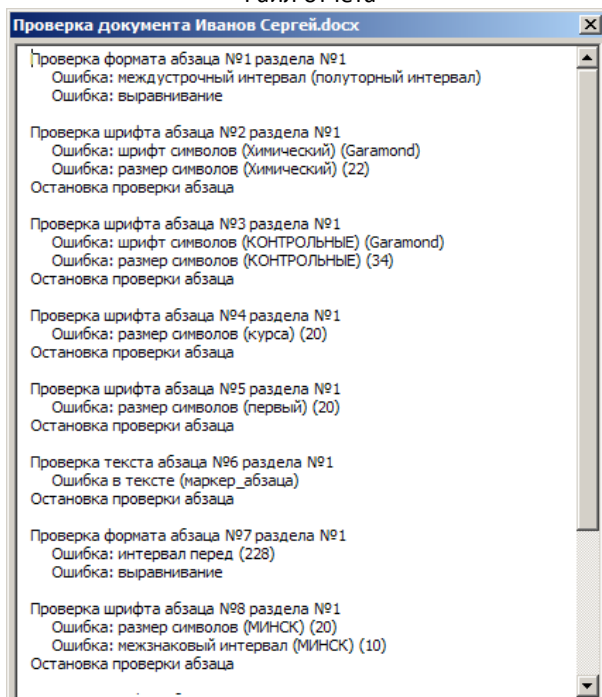 Проверка документа Иванов Сергей.docx
Проверка формата абзаца №1 раздела №1
Ошибка: междустрочный интервал (полуторный интервал)
Ошибка: выравнивание
Проверка шрифта абзаца №2 раздела №1
Ошибка: шрифт символов (Химический) (Garamond)
Ошибка: размер символов (Химический) (22)
Остановка проверки абзаца
Проверка шрифта абзаца №3 раздела №1
Ошибка: шрифт символов (КОНТРОЛЬНЫЕ) (Garamond)
Ошибка: размер символов (КОНТРОЛЬНЫЕ) (34)
Остановка проверки абзаца
Проверка шрифта абзаца №4 раздела №1
Ошибка: размер символов (курса) (20)
Остановка проверки абзаца
Проверка шрифта абзаца №5 раздела №1
Ошибка: размер символов (первый) (20)
Остановка проверки абзаца
Проверка текста абзаца №6 раздела №1
Ошибка в тексте (маркер_абзаца)
Остановка проверки абзаца
Проверка формата абзаца №7 раздела №1
Ошибка: интервал перед (228)
Ошибка: выравнивание
Проверка шрифта абзаца №8 раздела №1
Ошибка: размер символов (МИНСК) (20)
Ошибка: межзнаковый интервал (МИНСК) (10)
Остановка проверки абзаца